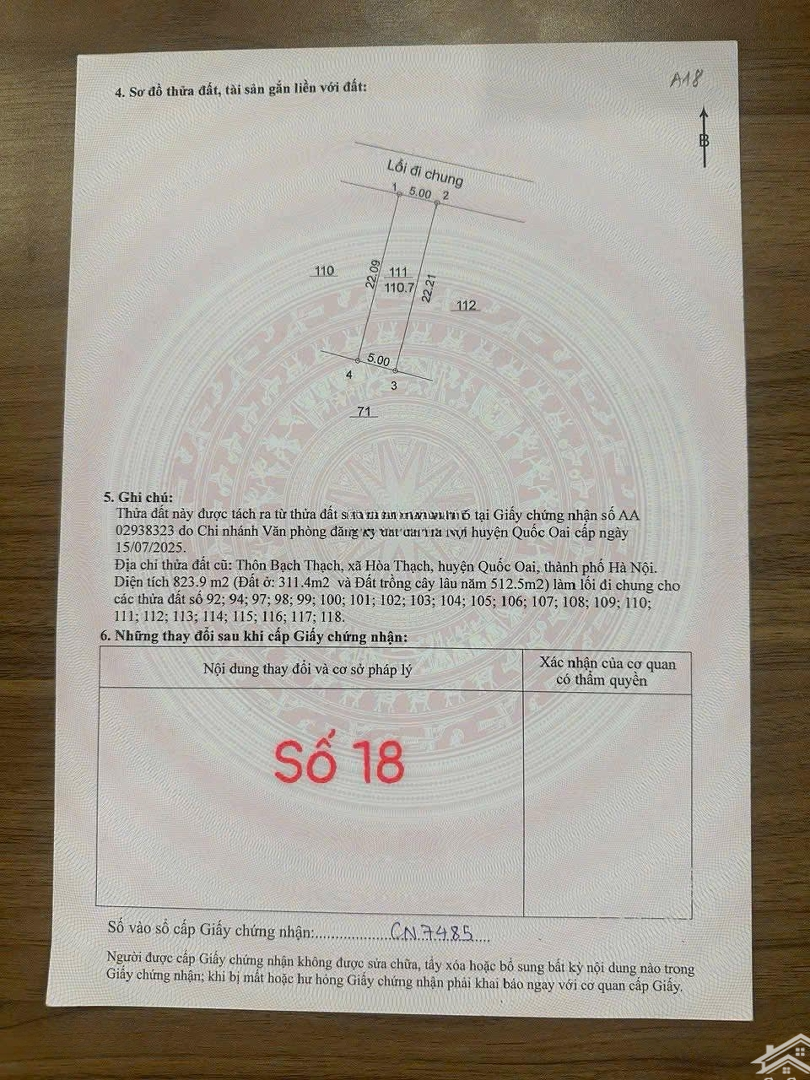 4. Sơ đồ thửa đất, tài sản gắn liền với đất:
A18
B
Lồi đi chung
1 5.00 2
110
22.09
111
110.7
22.21
112
5.00
4
3
71
5. Ghi chú:
Thửa đất này được tách ra từ thửa đất tại Giấy chứng nhận số AA
02938323 do Chi nhánh Văn phòng đăng huyện Quốc Oai cấp ngày
15/07/2025.
Địa chỉ thửa đất cũ: Thôn Bạch Thạch, xã Hòa Thạch, huyện Quốc Oai, thành phố Hà Nội.
Diện tích 823.9 m2 (Đất ở: 311.4m2 và Đất trồng cây lâu năm 512.5m2) làm lối đi chung cho
các thửa đất số 92; 94; 97; 98; 99; 100; 101; 102; 103; 104; 105; 106; 107; 108; 109; 110;
111; 112; 113; 114; 115; 116; 117; 118.
6. Những thay đổi sau khi cấp Giấy chứng nhận:
Nội dung thay đổi và cơ sở pháp lý
Xác nhận của cơ quan
có thẩm quyền
Số 18
Số vào sổ cấp Giấy chứng nhận:.....................CN7485....
Người được cấp Giấy chứng nhận không được sửa chữa, tẩy xóa hoặc bổ sung bất kỳ nội dung nào trong
Giấy chứng nhận; khi bị mất hoặc hư hỏng Giấy chứng nhận phải khai báo ngay với cơ quan cấp Giấy.